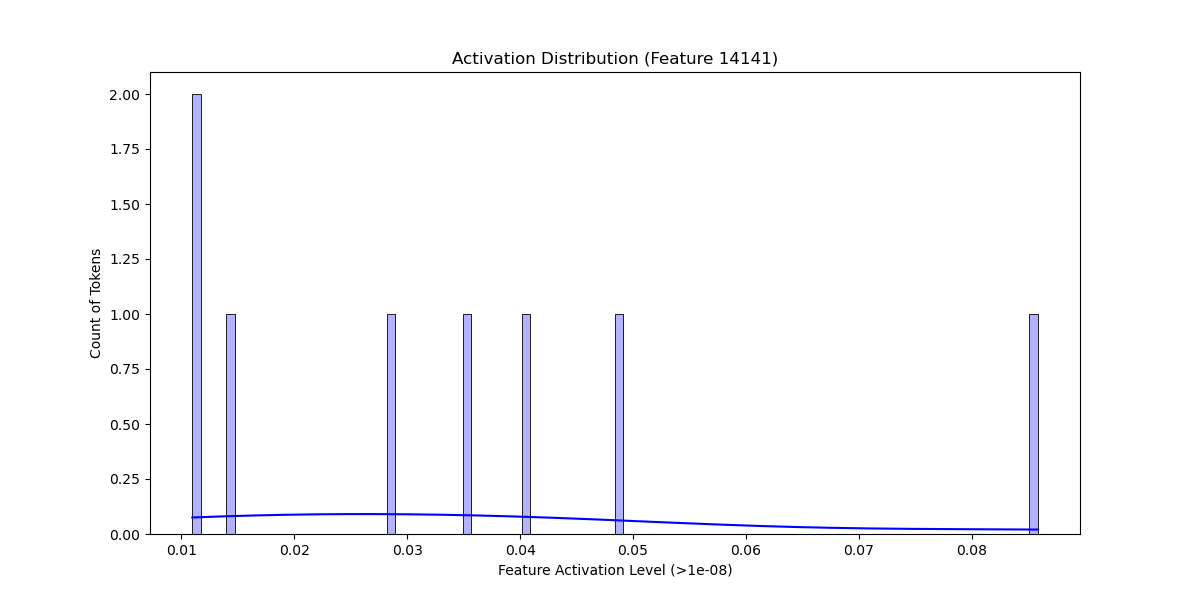 Activation Distribution (Feature 14141)
Count of Tokens
2.00
1.75
1.50
1.25
1.00
0.75
0.50
0.25
0.00
0.01 0.02 0.03 0.04 0.05 0.06 0.07 0.08
Feature Activation Level (>1e-08)